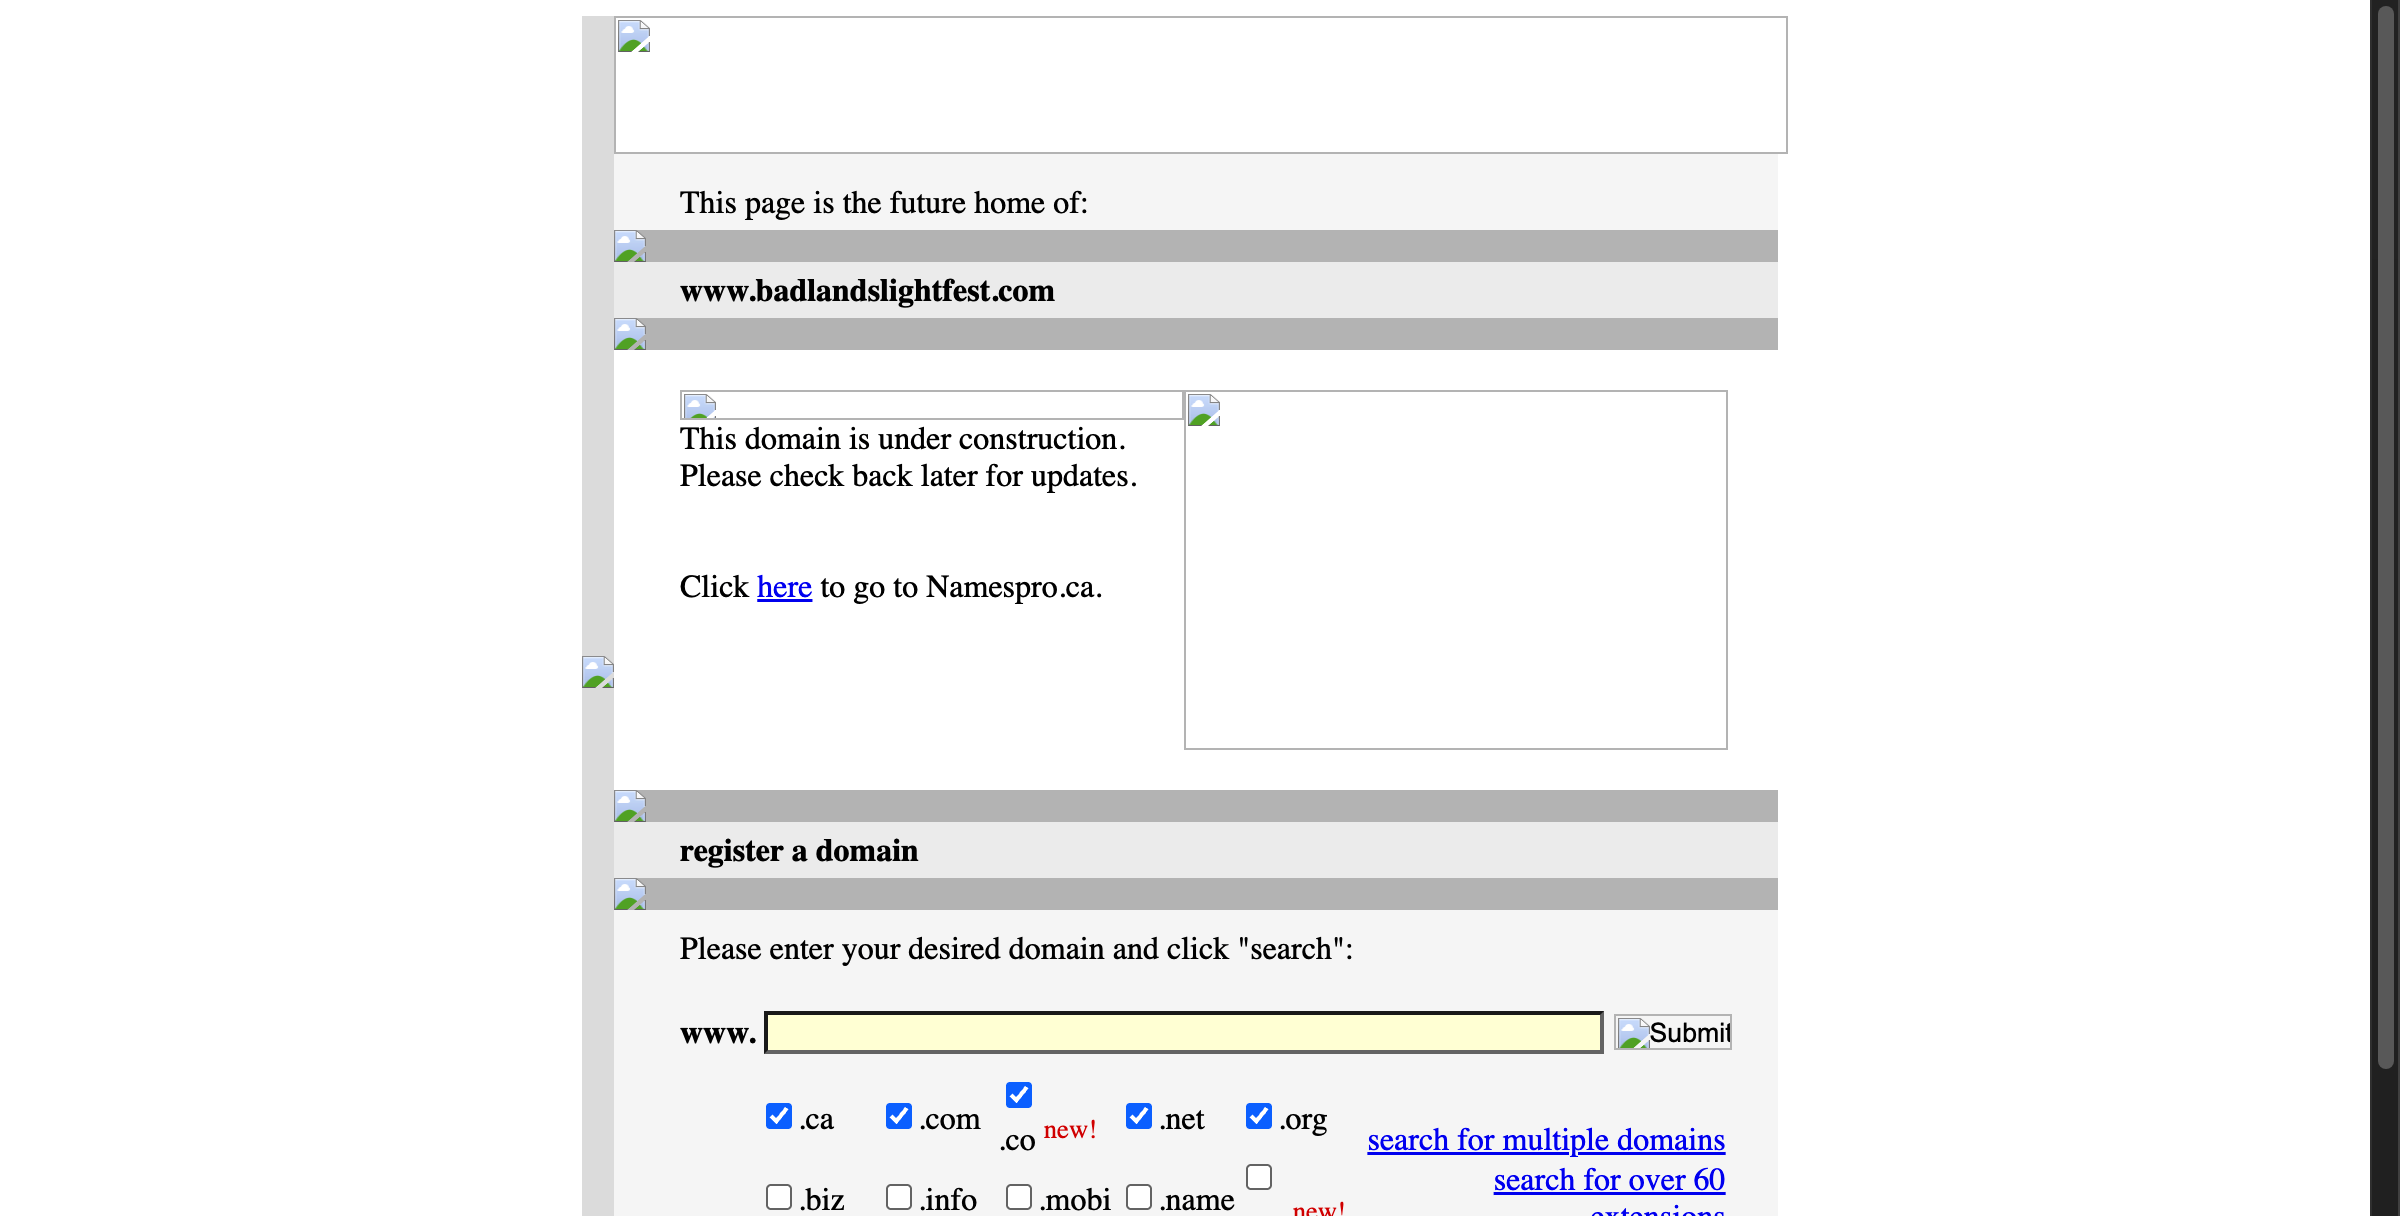 This page is the future home of:
www.badlandslightfest.com
This domain is under construction.
Please check back later for updates.
Click here to go to Namespro.ca.
register a domain
Please enter your desired domain and click "search":
www. Submit
.ca .com .co new! .net .org
search for multiple domains
.biz .info .mobi .name new!
search for over 60
extensions